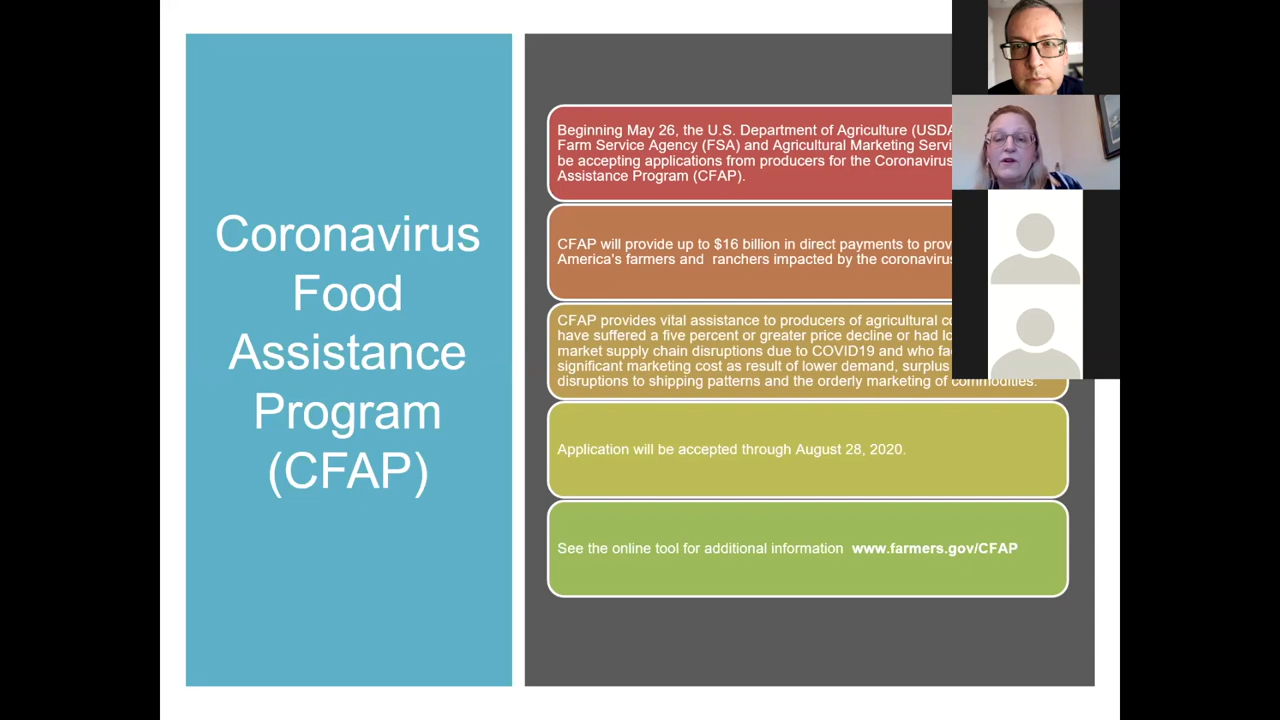 Coronavirus
Food
Assistance
Program
(CFAP)
Beginning May 26, the U.S. Department of Agriculture (USDA
Farm Service Agency (FSA) and Agricultural Marketing Servi
be accepting applications from producers for the Coronavirus
Assistance Program (CFAP).
CFAP will provide up to $16 billion in direct payments to prov
America's farmers and ranchers impacted by the coronavirus
CFAP provides vital assistance to producers of agricultural co
have suffered a five percent or greater price decline or had lo
market supply chain disruptions due to COVID19 and who fac
significant marketing cost as result of lower demand, surplus
disruptions to shipping patterns and the orderly marketing of commodities.
Application will be accepted through August 28, 2020.
See the online tool for additional information www.farmers.gov/CFAP